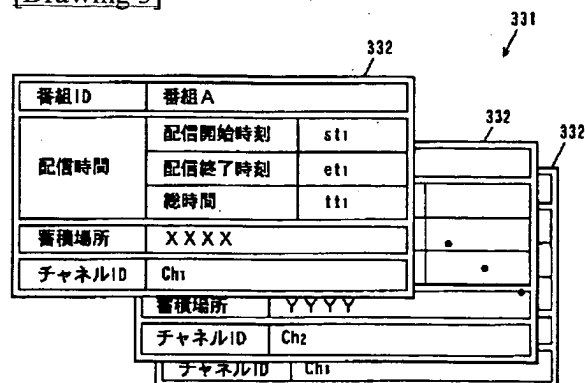 [Drawing 3]
331
332
番組ID 番組A
配信時間 配信開始時刻 st1
配信終了時刻 et1
総時間 tt1
蓄積場所 XXXX
チャネルID Ch1
332
蓄積場所 YYYY
チャネルID Ch2
332
チャネルID